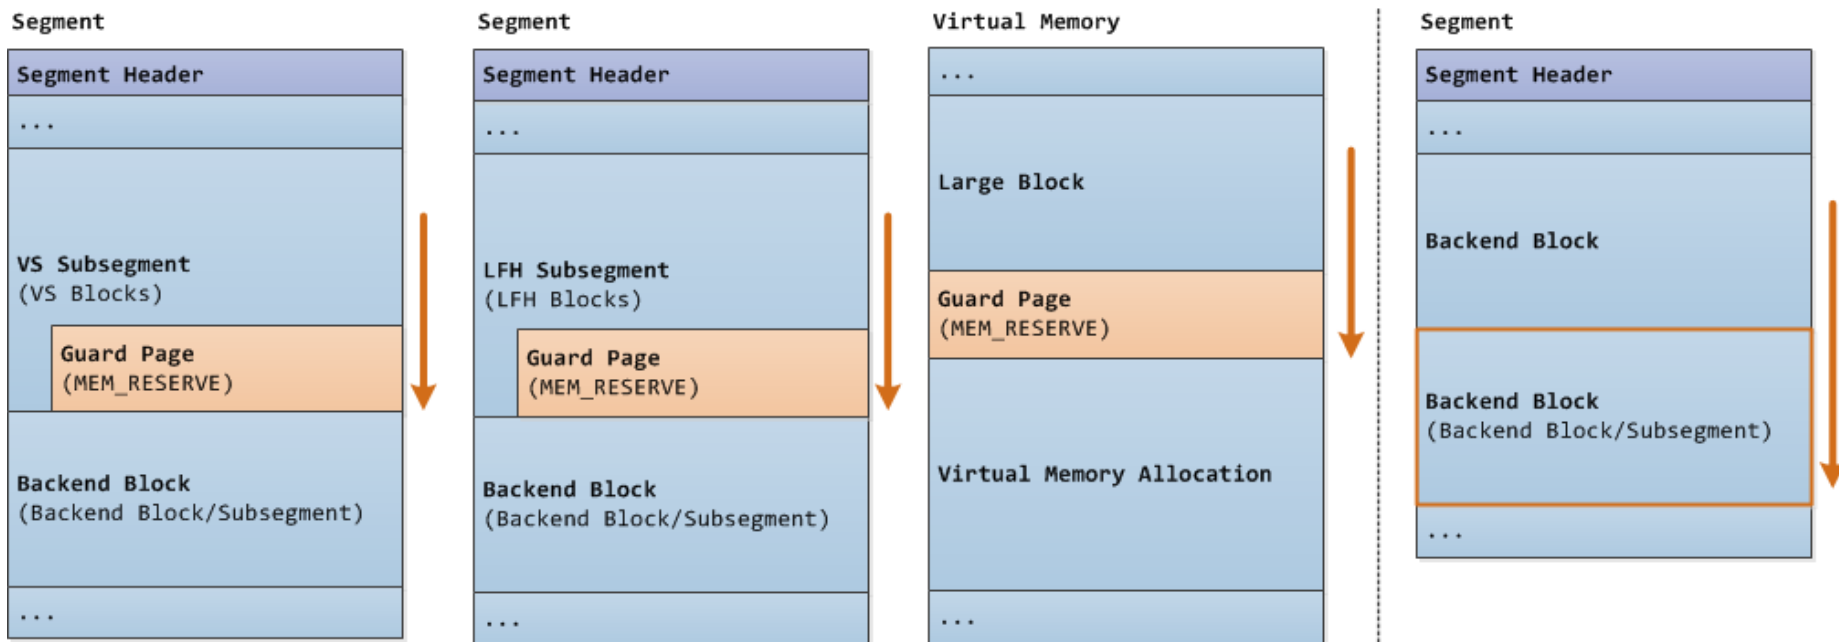 Segment
Segment Header
...
VS Subsegment
(VS Blocks)
Guard Page
(MEM_RESERVE)
Backend Block
(Backend Block/Subsegment)
...
Segment
Segment Header
...
LFH Subsegment
(LFH Blocks)
Guard Page
(MEM_RESERVE)
Backend Block
(Backend Block/Subsegment)
...
Virtual Memory
...
Large Block
Guard Page
(MEM_RESERVE)
Virtual Memory Allocation
...
Segment
Segment Header
...
Backend Block
Backend Block
(Backend Block/Subsegment)
...